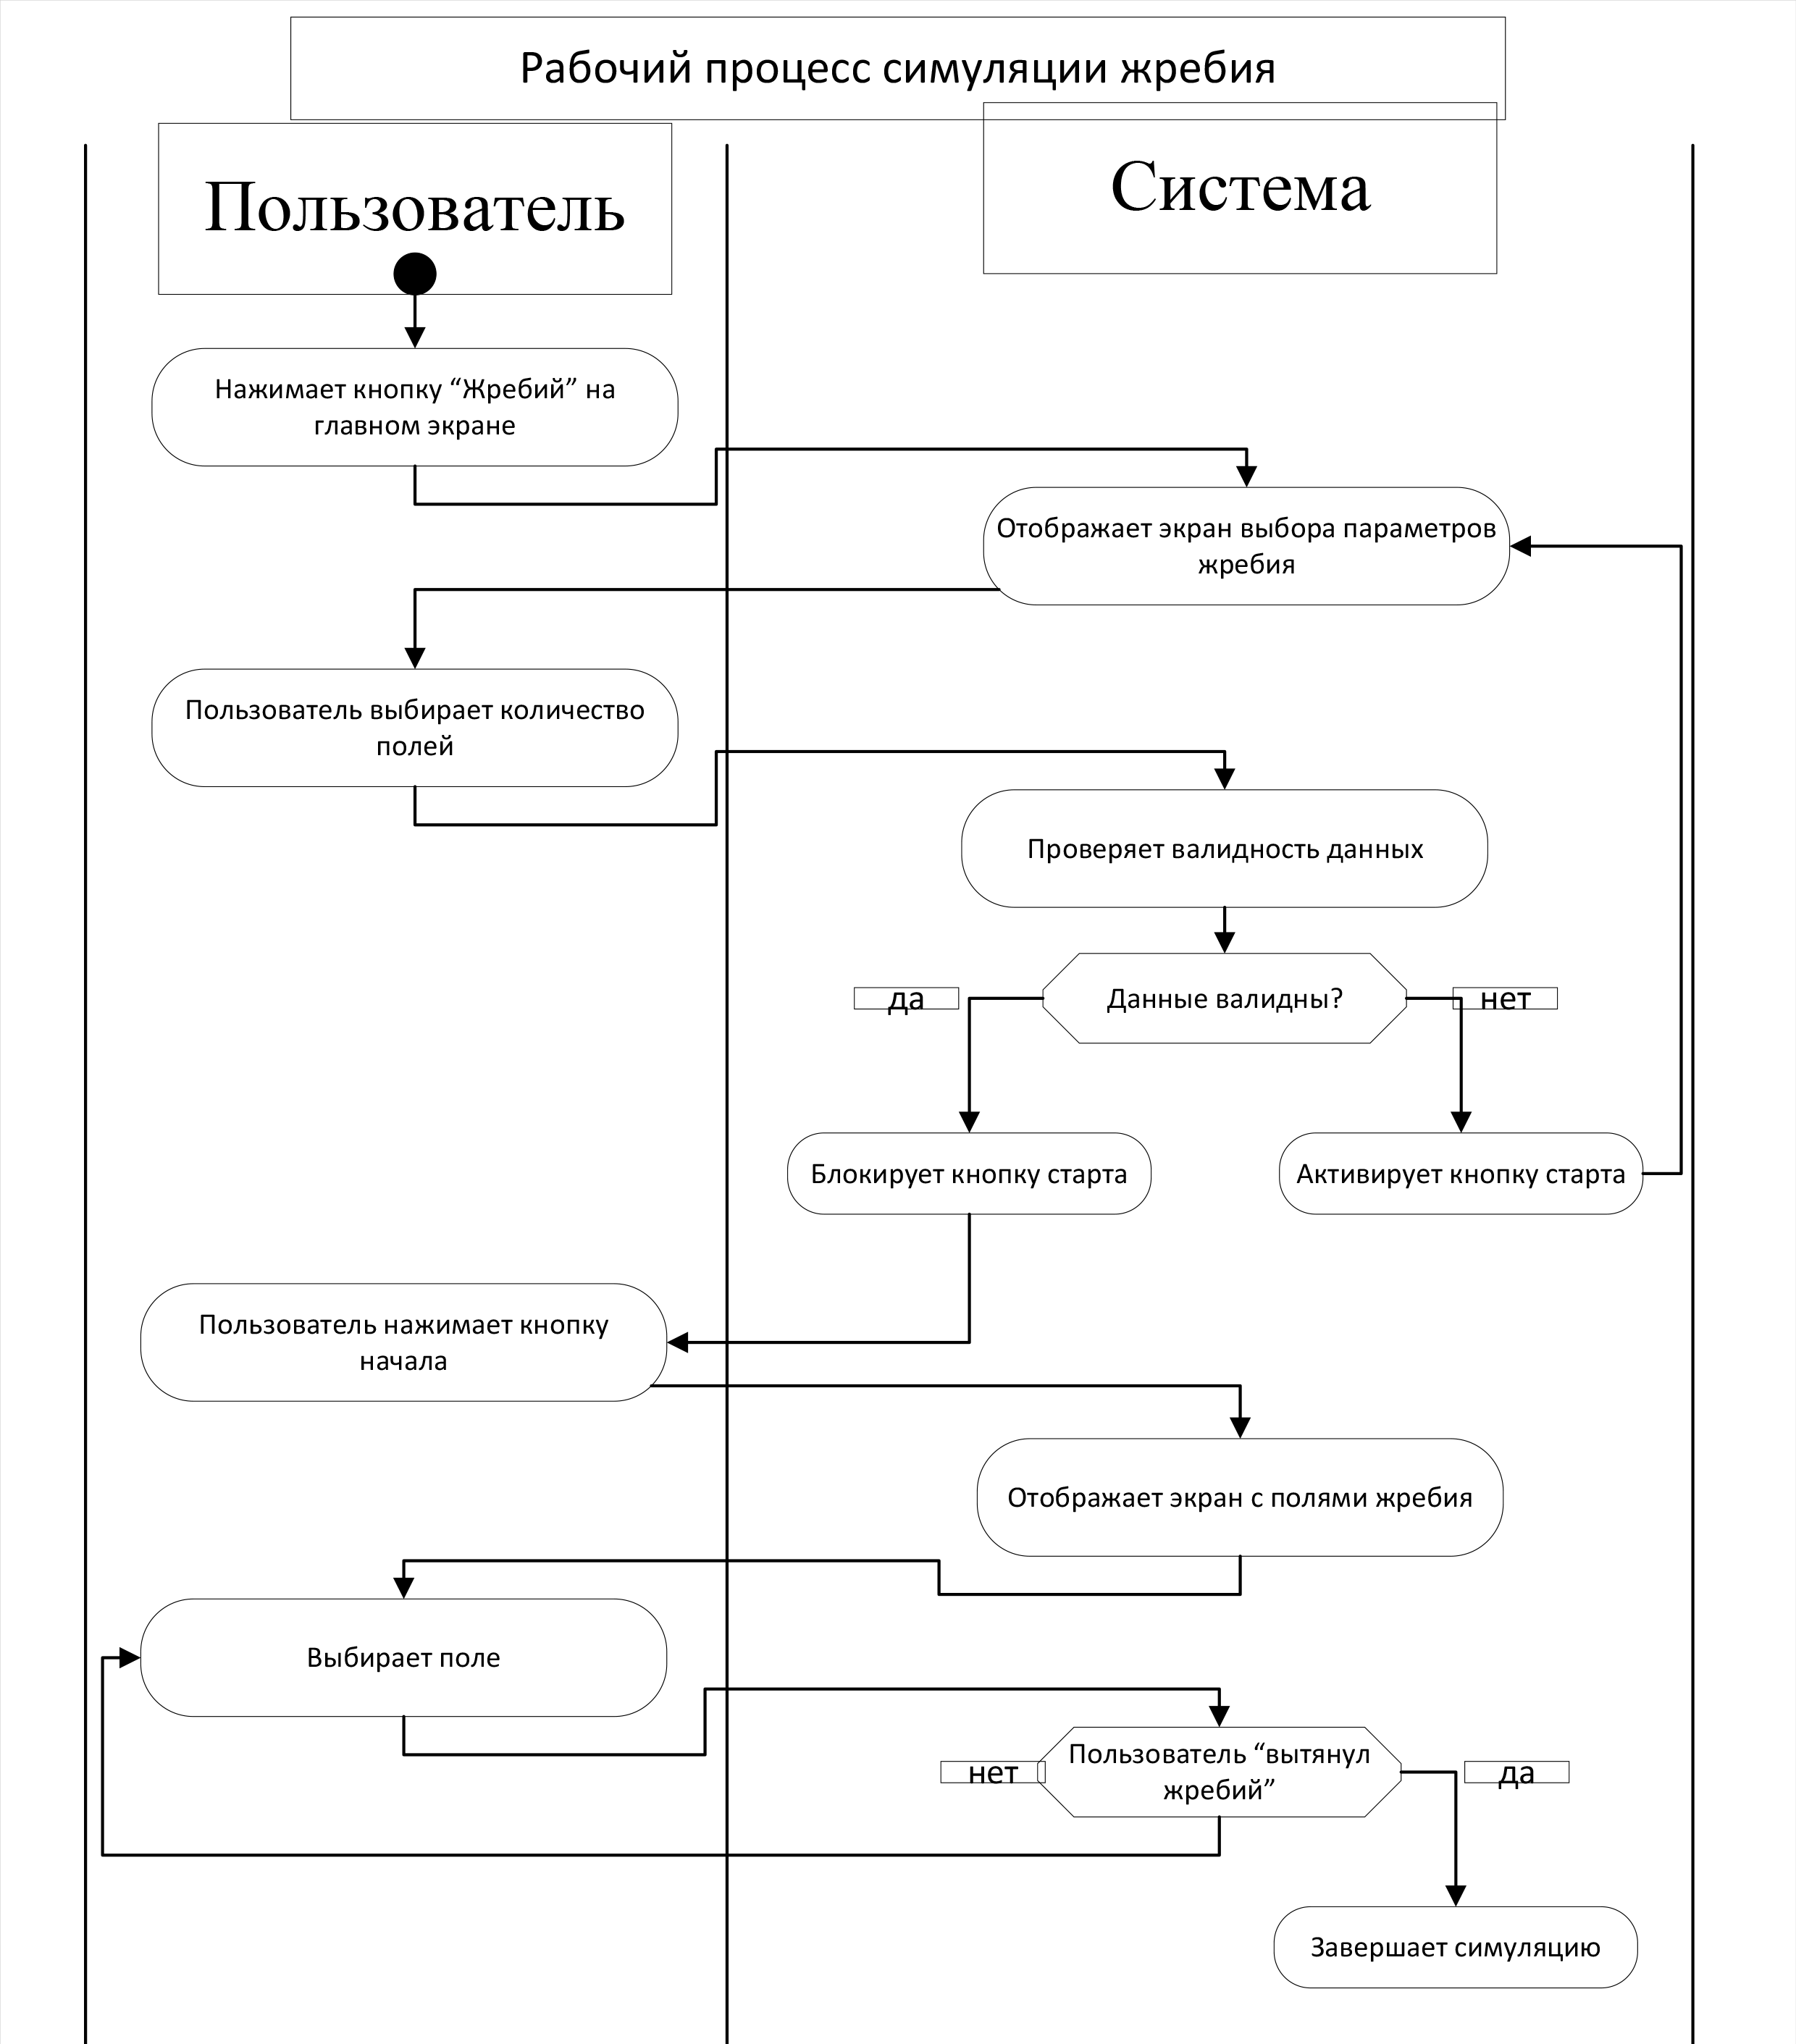 Рабочий процесс симуляции жребия
Пользователь
Система
Нажимает кнопку “Жребий” на
главном экране
Отображает экран выбора параметров
жребия
Пользователь выбирает количество
полей
Проверяет валидность данных
да
Данные валидны?
нет
Блокирует кнопку старта
Активирует кнопку старта
Пользователь нажимает кнопку
начала
Отображает экран с полями жребия
Выбирает поле
нет
Пользователь “вытянул
жребий”
да
Завершает симуляцию